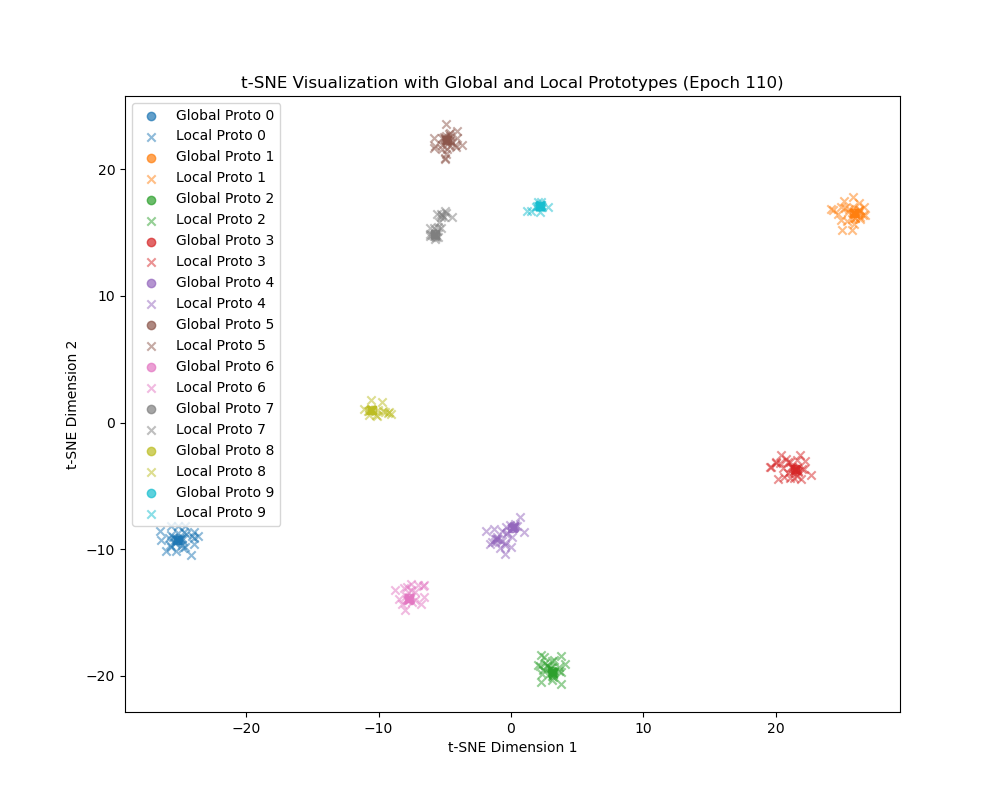 t-SNE Visualization with Global and Local Prototypes (Epoch 110)
Global Proto 0
Local Proto 0
Global Proto 1
Local Proto 1
Global Proto 2
Local Proto 2
Global Proto 3
Local Proto 3
Global Proto 4
Local Proto 4
Global Proto 5
Local Proto 5
Global Proto 6
Local Proto 6
Global Proto 7
Local Proto 7
Global Proto 8
Local Proto 8
Global Proto 9
Local Proto 9
t-SNE Dimension 2
20
10
0
−10
−20
−20
−10
0
10
20
t-SNE Dimension 1